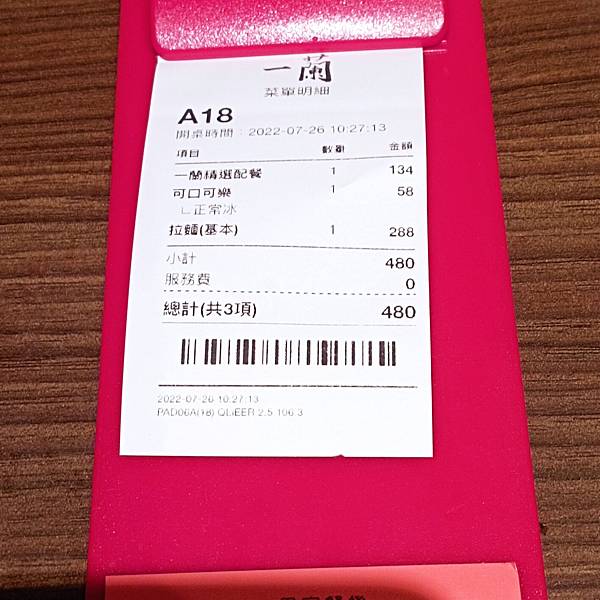 一蘭
菜單明細
A18
開桌時間：2022-07-26 10:27:13
項目 數量 金額
一蘭精選配餐 1 134
可口可樂 1 58
∟正常冰
拉麵(基本) 1 288
小計 480
服務費 0
總計(共3項) 480
2022-07-26 10:27:13